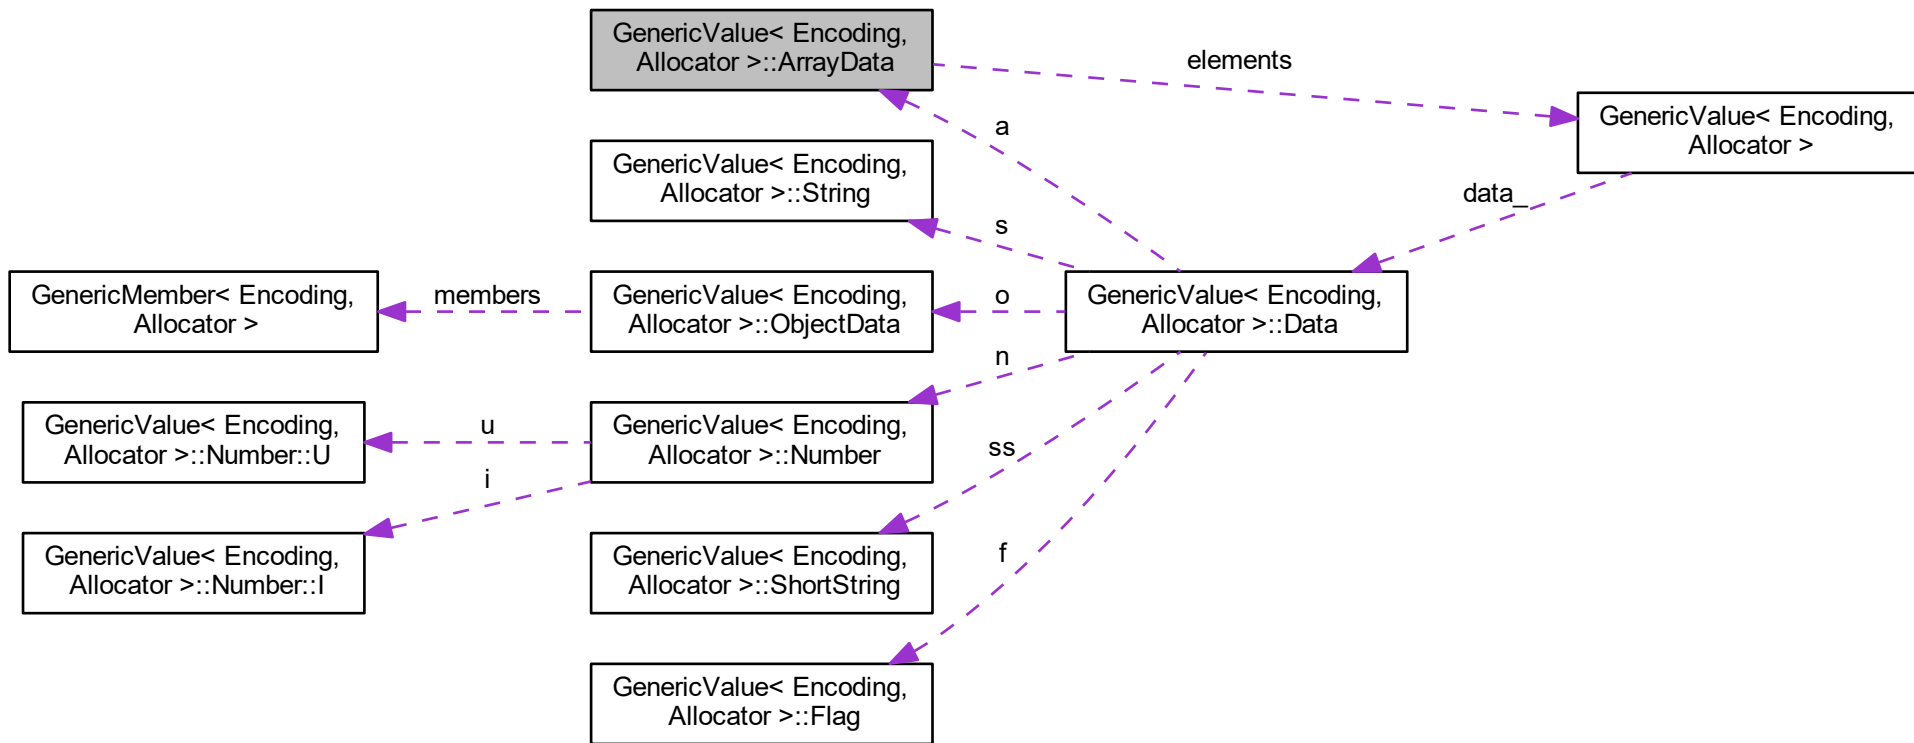 GenericValue< Encoding,
Allocator >::ArrayData
elements
GenericValue< Encoding,
Allocator >
a
GenericValue< Encoding,
Allocator >::String
data_
s
GenericMember< Encoding,
Allocator >
members
GenericValue< Encoding,
Allocator >::ObjectData
o
GenericValue< Encoding,
Allocator >::Data
n
GenericValue< Encoding,
Allocator >::Number::U
u
GenericValue< Encoding,
Allocator >::Number
ss
i
GenericValue< Encoding,
Allocator >::Number::I
GenericValue< Encoding,
Allocator >::ShortString
f
GenericValue< Encoding,
Allocator >::Flag